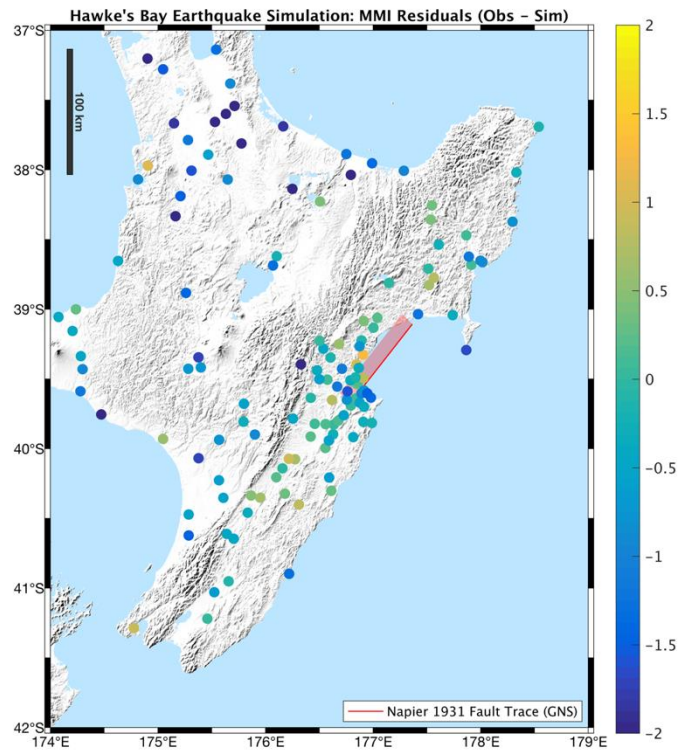 Hawke's Bay Earthquake Simulation: MMI Residuals (Obs - Sim)
37°S
38°S
39°S
40°S
41°S
42°S
100 km
2
1.5
1
0.5
0
-0.5
-1
-1.5
-2
Napier 1931 Fault Trace (GNS)
174°E 175°E 176°E 177°E 178°E 179°E